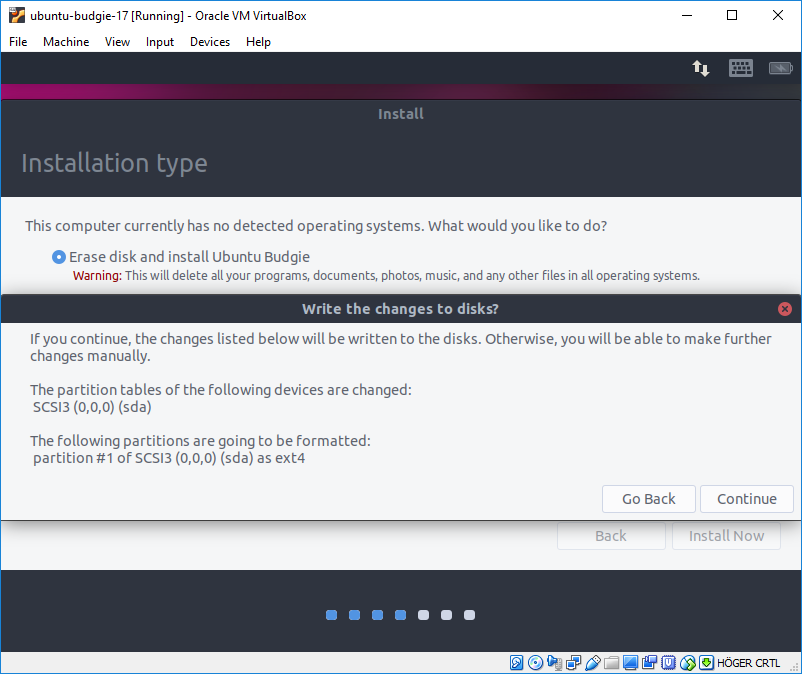 ubuntu-budgie-17 [Running] - Oracle VM VirtualBox
File Machine View Input Devices Help
Install
Installation type
This computer currently has no detected operating systems. What would you like to do?
Erase disk and install Ubuntu Budgie
Warning: This will delete all your programs, documents, photos, music, and any other files in all operating systems.
Write the changes to disks?
If you continue, the changes listed below will be written to the disks. Otherwise, you will be able to make further
changes manually.
The partition tables of the following devices are changed:
SCSI3 (0,0,0) (sda)
The following partitions are going to be formatted:
partition #1 of SCSI3 (0,0,0) (sda) as ext4
Go Back Continue
Back Install Now
HÖGER CRTL